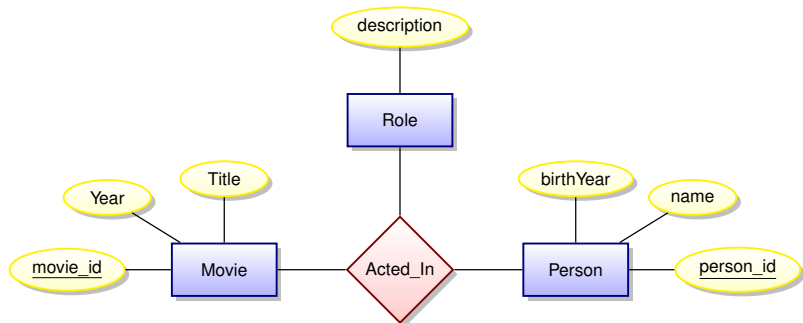 description
Role
Title
birthYear
Year
name
movie_id
Movie
Acted_In
Person
person_id